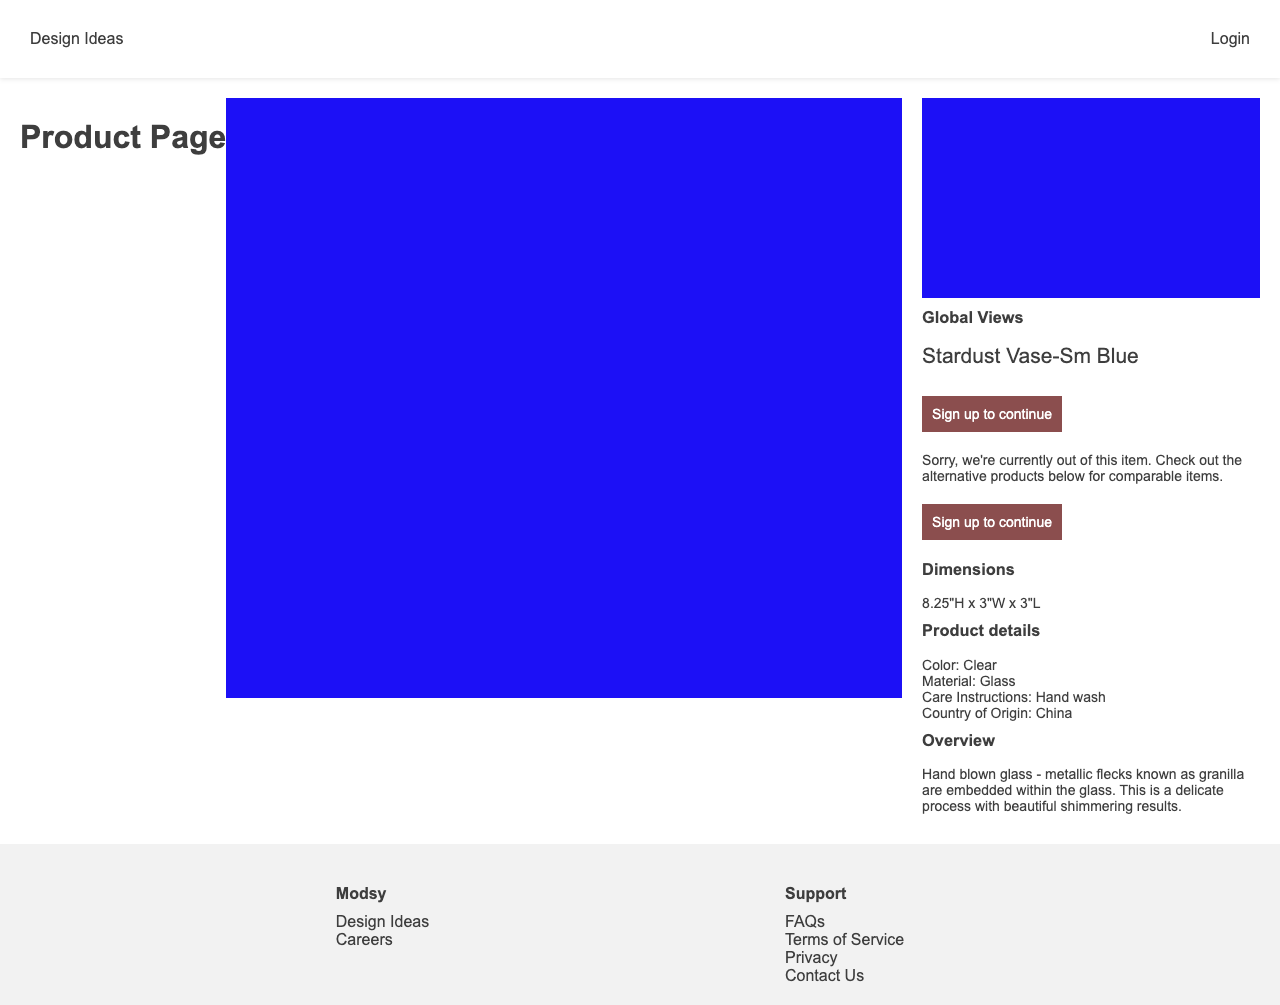 Design Ideas
Login
Product Page
Global Views
Stardust Vase-Sm Blue
Sign up to continue
Sorry, we're currently out of this item. Check out the
alternative products below for comparable items.
Sign up to continue
Dimensions
8.25"H x 3"W x 3"L
Product details
Color: Clear
Material: Glass
Care Instructions: Hand wash
Country of Origin: China
Overview
Hand blown glass - metallic flecks known as granilla
are embedded within the glass. This is a delicate
process with beautiful shimmering results.
Modsy
Design Ideas
Careers
Support
FAQs
Terms of Service
Privacy
Contact Us